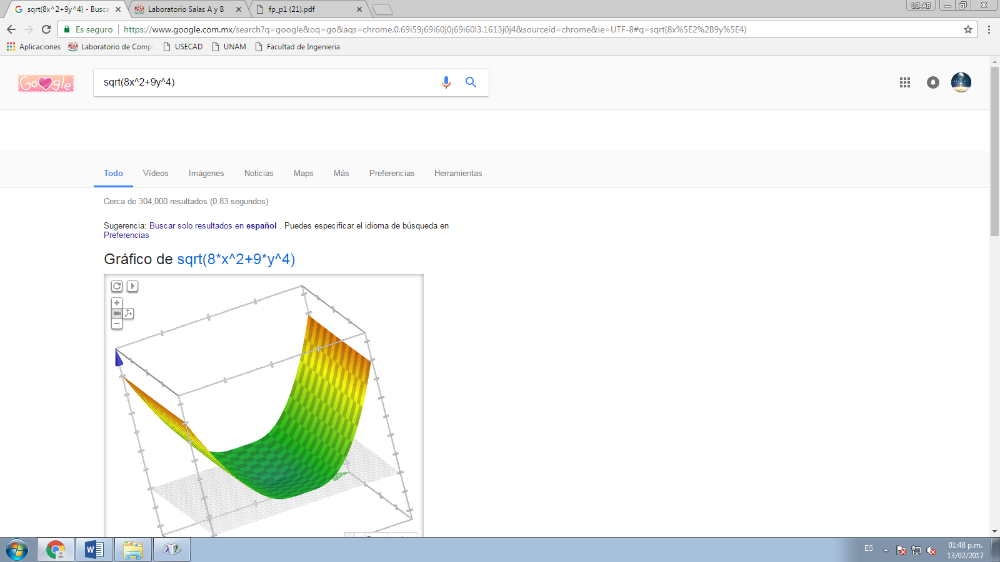 sqrt(8x^2+9y^4) - Busca
Laboratorio Salas A y B
fp_p1 (21).pdf
LC-AB
Es seguro
https://www.google.com.mx/search?q=google&oq=go&aqs=chrome.0.69i59j69i60j0j69i60l3.1613j0j4&sourceid=chrome&ie=UTF-8#q=sqrt(8x%5E2%2B9y%5E4)
Aplicaciones
Laboratorio de Compu
USECAD
UNAM
Facultad de Ingenieria
Google
sqrt(8x^2+9y^4)
Todo
Vídeos
Imágenes
Noticias
Maps
Más
Preferencias
Herramientas
Cerca de 304,000 resultados (0.83 segundos)
Sugerencia: Buscar solo resultados en español . Puedes especificar el idioma de búsqueda en
Preferencias
Gráfico de sqrt(8*x^2+9*y^4)
ES
01:48 p.m.
13/02/2017